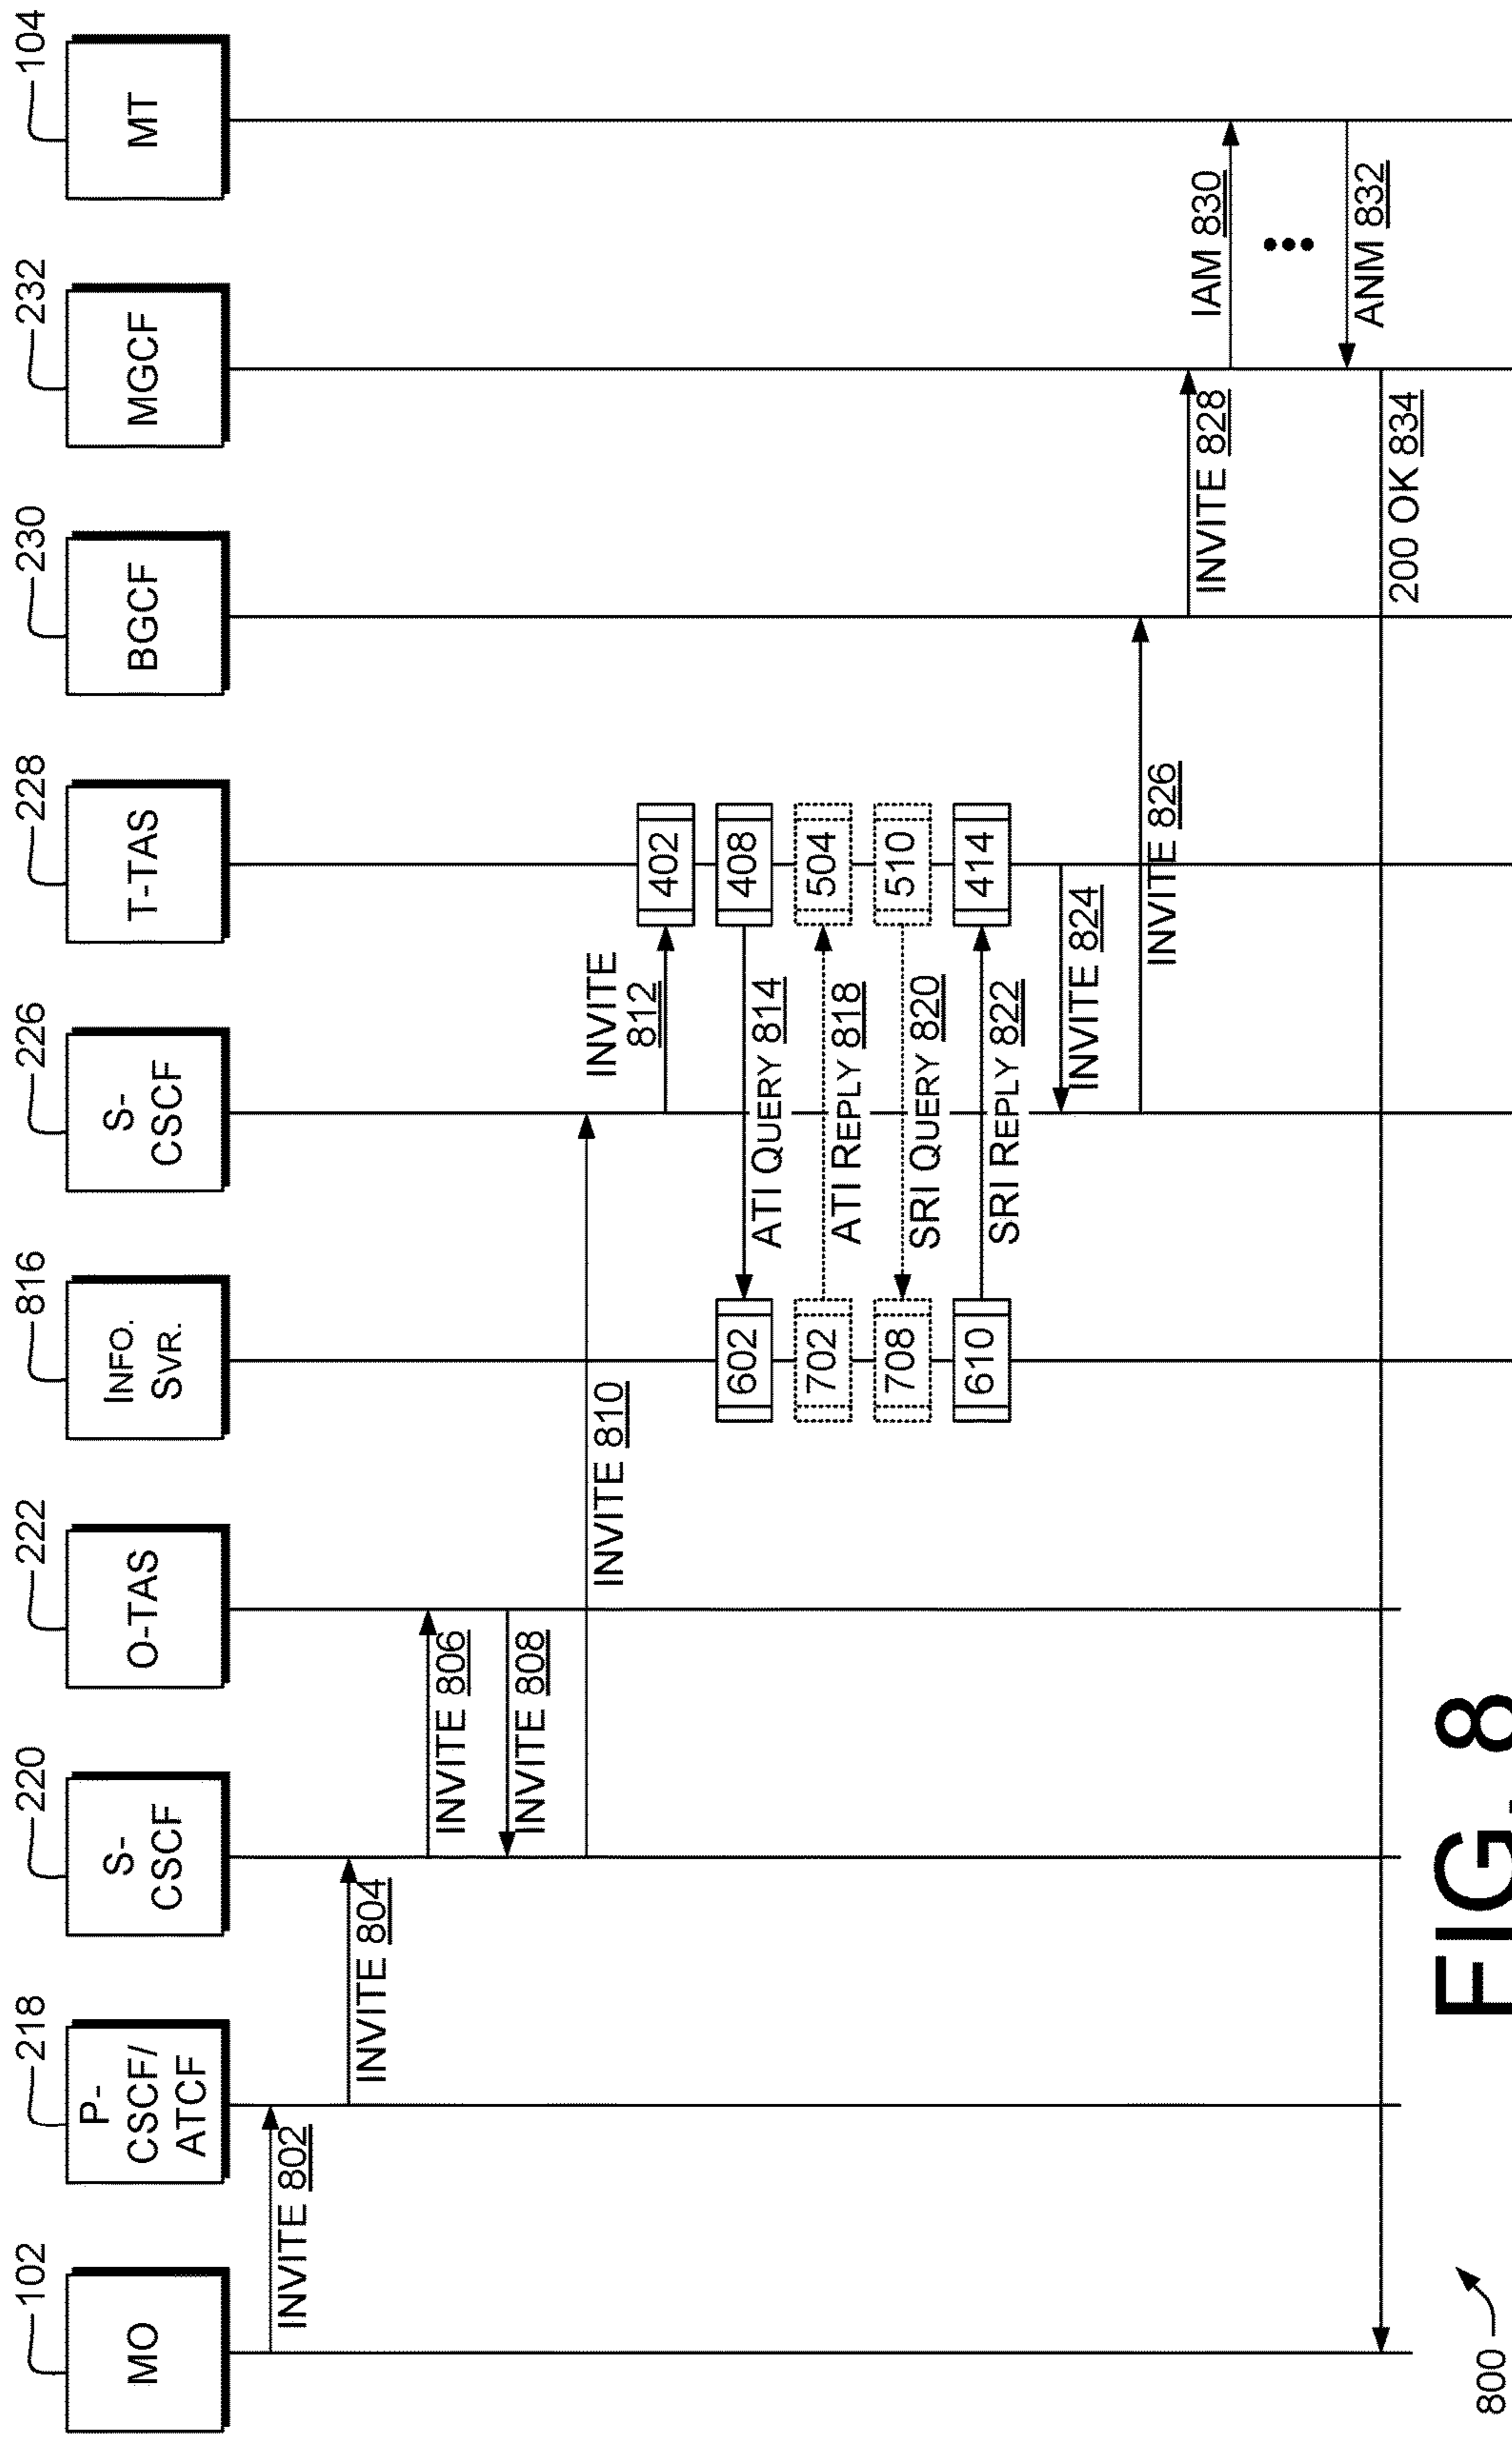 102
218
220
222
816
226
228
230
232
104
MO
P-
CSCF/
ATCF
S-
CSCF
O-TAS
INFO.
SVR.
S-
CSCF
T-TAS
BGCF
MGCF
MT
INVITE 802
INVITE 804
INVITE 806
INVITE 808
INVITE 810
INVITE
812
402
602
408
ATI QUERY 814
702
504
ATI REPLY 818
708
510
SRI QUERY 820
610
414
SRI REPLY 822
INVITE 824
INVITE 826
INVITE 828
IAM 830
ANM 832
200 OK 834
800
FIG. 8